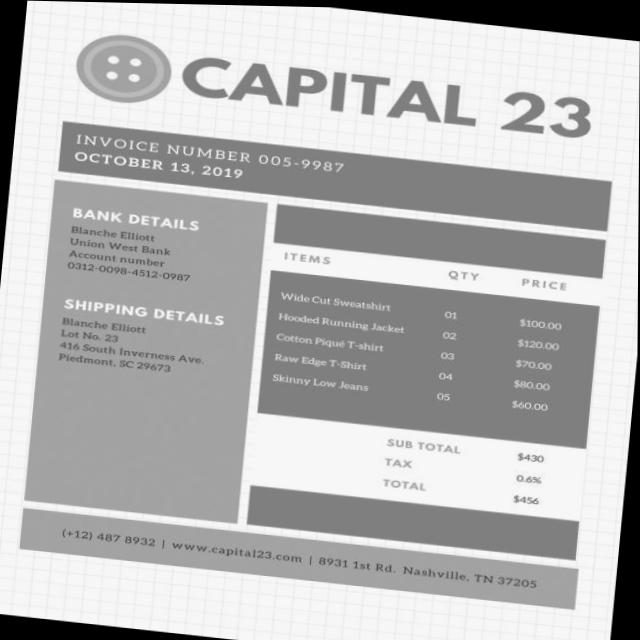 CAPITAL 23
INVOICE NUMBER 005-9987
OCTOBER 13, 2019
BANK DETAILS
Blanche Elliott
Union West Bank
Account number
0312-0098-4512-0987
SHIPPING DETAILS
Blanche Elliott
Lot No. 23
416 South Inverness Ave.
Piedmont, SC 29673
ITEMS QTY PRICE
Wide Cut Sweatshirt 01 $100.00
Hooded Running Jacket 02 $120.00
Cotton Piqué T-shirt 03 $70.00
Raw Edge T-Shirt 04 $80.00
Skinny Low Jeans 05 $60.00
SUB TOTAL $430
TAX 0.6%
TOTAL $456
(+12) 487 8932 | www.capital23.com | 8931 1st Rd. Nashville, TN 37205